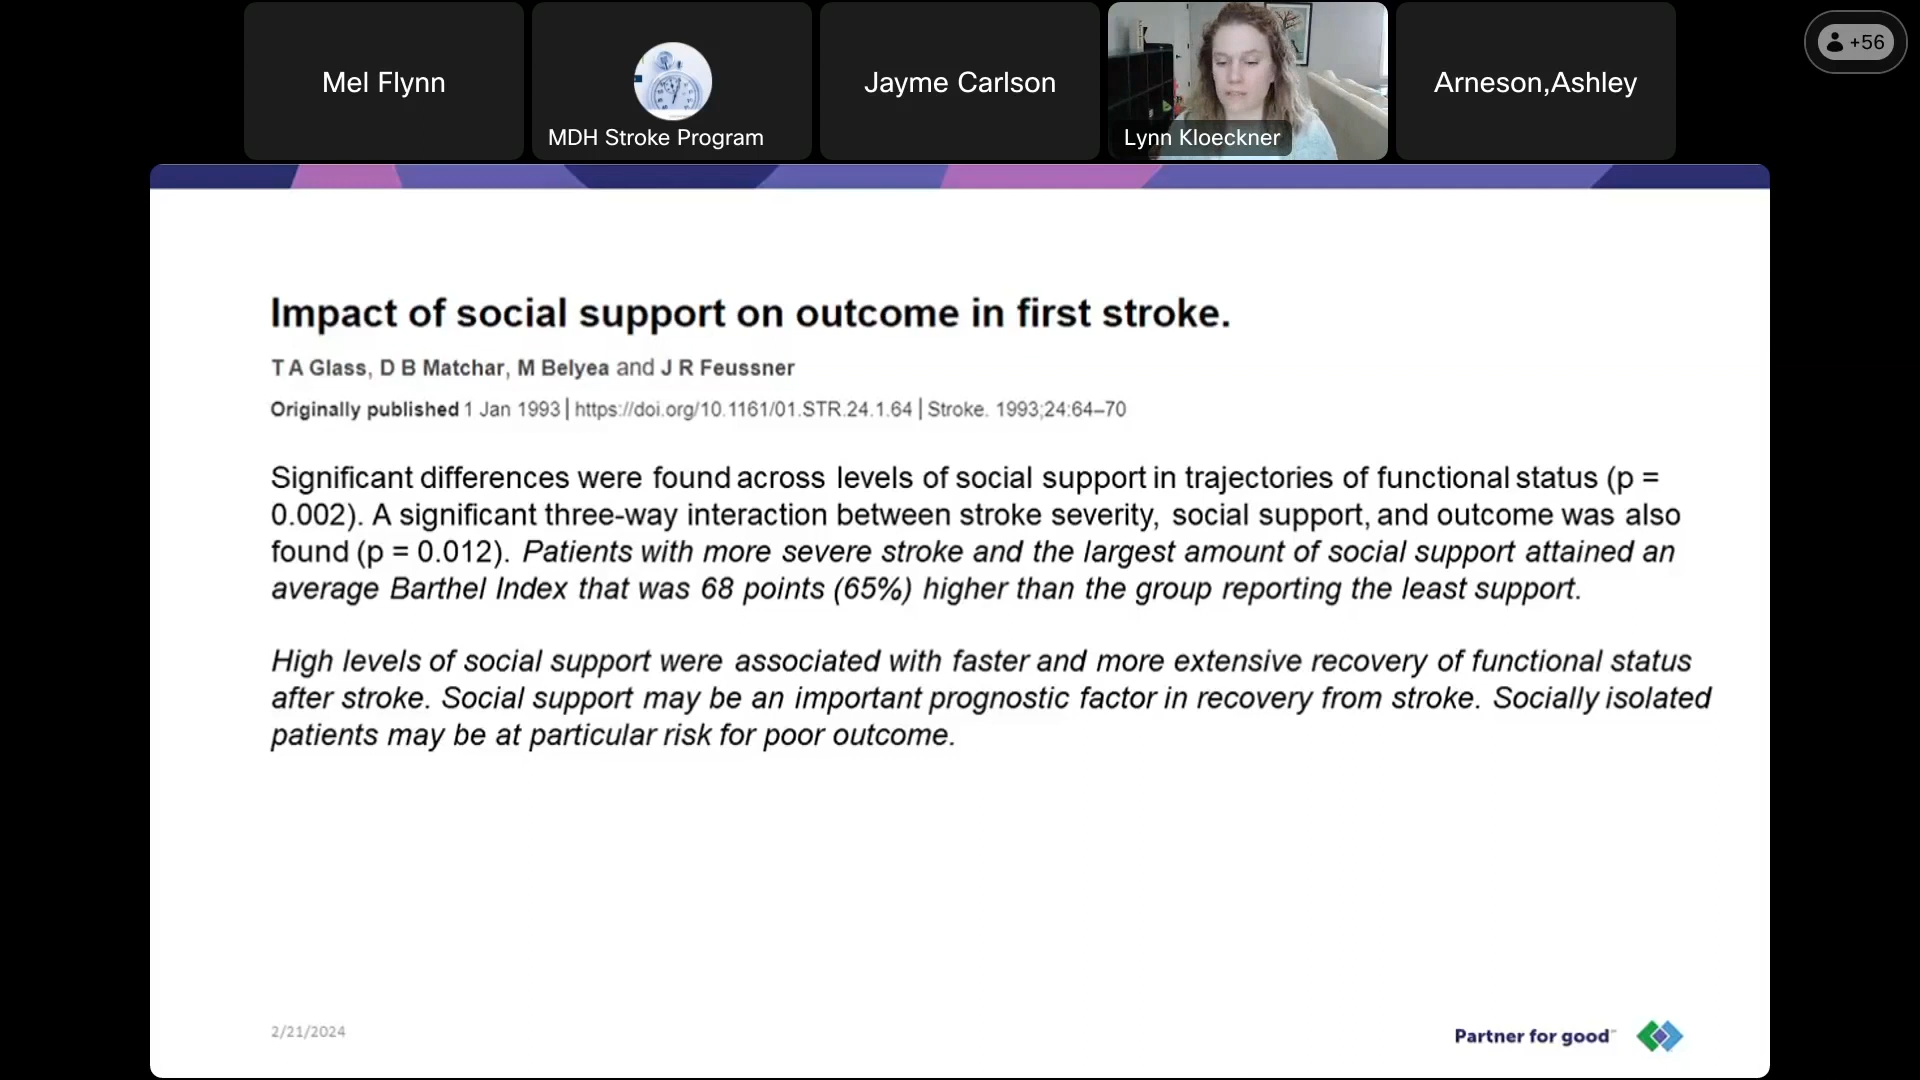 Mel Flynn
MDH Stroke Program
Jayme Carlson
Lynn Kloeckner
Arneson,Ashley
+56
Impact of social support on outcome in first stroke.
T A Glass, D B Matchar, M Belyea and J R Feussner
Originally published 1 Jan 1993 | https://doi.org/10.1161/01.STR.24.1.64 | Stroke. 1993;24:64–70
Significant differences were found across levels of social support in trajectories of functional status (p =
0.002). A significant three-way interaction between stroke severity, social support, and outcome was also
found (p = 0.012). Patients with more severe stroke and the largest amount of social support attained an
average Barthel Index that was 68 points (65%) higher than the group reporting the least support.
High levels of social support were associated with faster and more extensive recovery of functional status
after stroke. Social support may be an important prognostic factor in recovery from stroke. Socially isolated
patients may be at particular risk for poor outcome.
2/21/2024
Partner for good